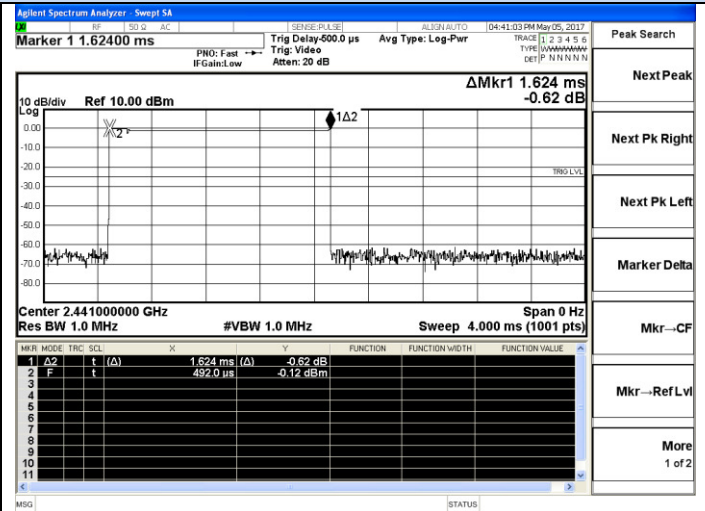 Agilent Spectrum Analyzer - Swept SA
RF 50 Ω AC SENSE:PULSE ALIGN AUTO 04:41:03 PM May 05, 2017
Marker 1 1.62400 ms
PNO: Fast
IFGain:Low
Trig Delay-500.0 µs
Trig: Video
Atten: 20 dB
Avg Type: Log-Pwr
TRACE 1 2 3 4 5 6
TYPE WWWWWW
DET P N N N N N
Peak Search
ΔMkr1 1.624 ms
-0.62 dB
10 dB/div Ref 10.00 dBm
Log
0.00
-10.0
-20.0
-30.0
-40.0
-50.0
-60.0
-70.0
-80.0
2
1Δ2
TRIG LVL
Center 2.441000000 GHz Span 0 Hz
Res BW 1.0 MHz #VBW 1.0 MHz Sweep 4.000 ms (1001 pts)
MKR MODE TRC SCL X Y FUNCTION FUNCTION WIDTH FUNCTION VALUE
1 Δ2 t (Δ) 1.624 ms (Δ) -0.62 dB
2 F t 492.0 µs -0.12 dBm
3
4
5
6
7
8
9
10
11
MSG STATUS
Next Peak
Next Pk Right
Next Pk Left
Marker Delta
Mkr→CF
Mkr→Ref Lvl
More
1 of 2